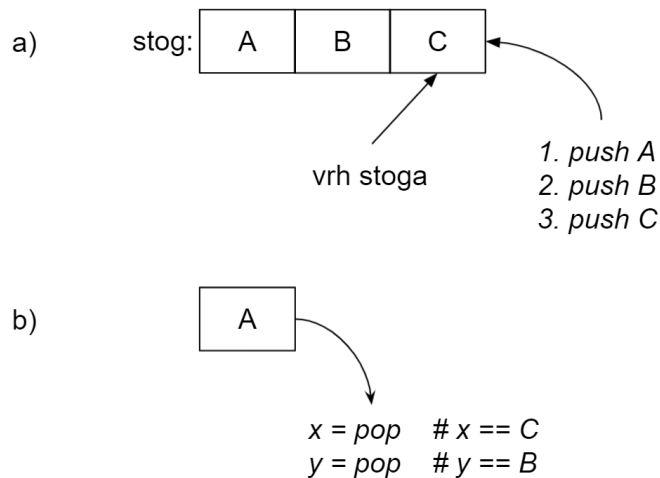 a)
stog: A B C
vrh stoga
1. push A
2. push B
3. push C
b)
A
x = pop # x == C
y = pop # y == B